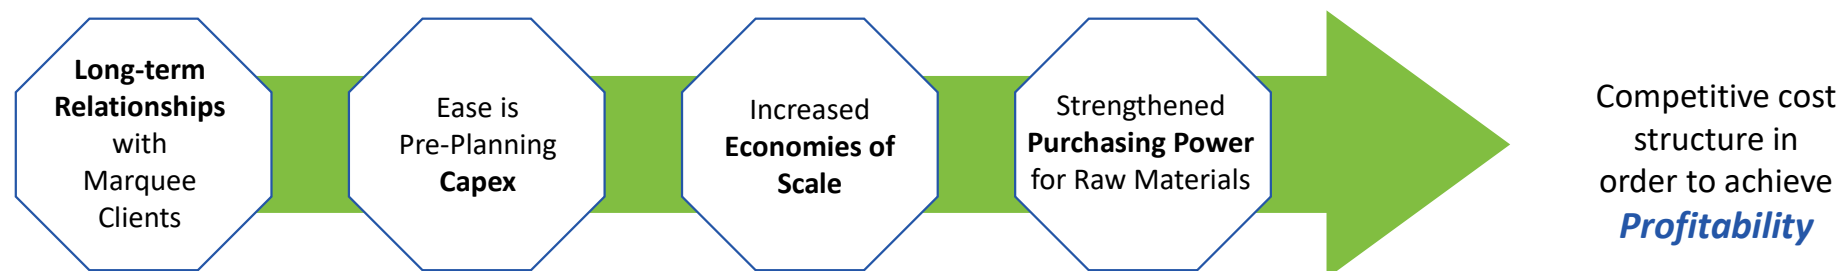 Long-term
Relationships
with
Marquee
Clients
Ease is
Pre-Planning
Capex
Increased
Economies of
Scale
Strengthened
Purchasing Power
for Raw Materials
Competitive cost
structure in
order to achieve
Profitability